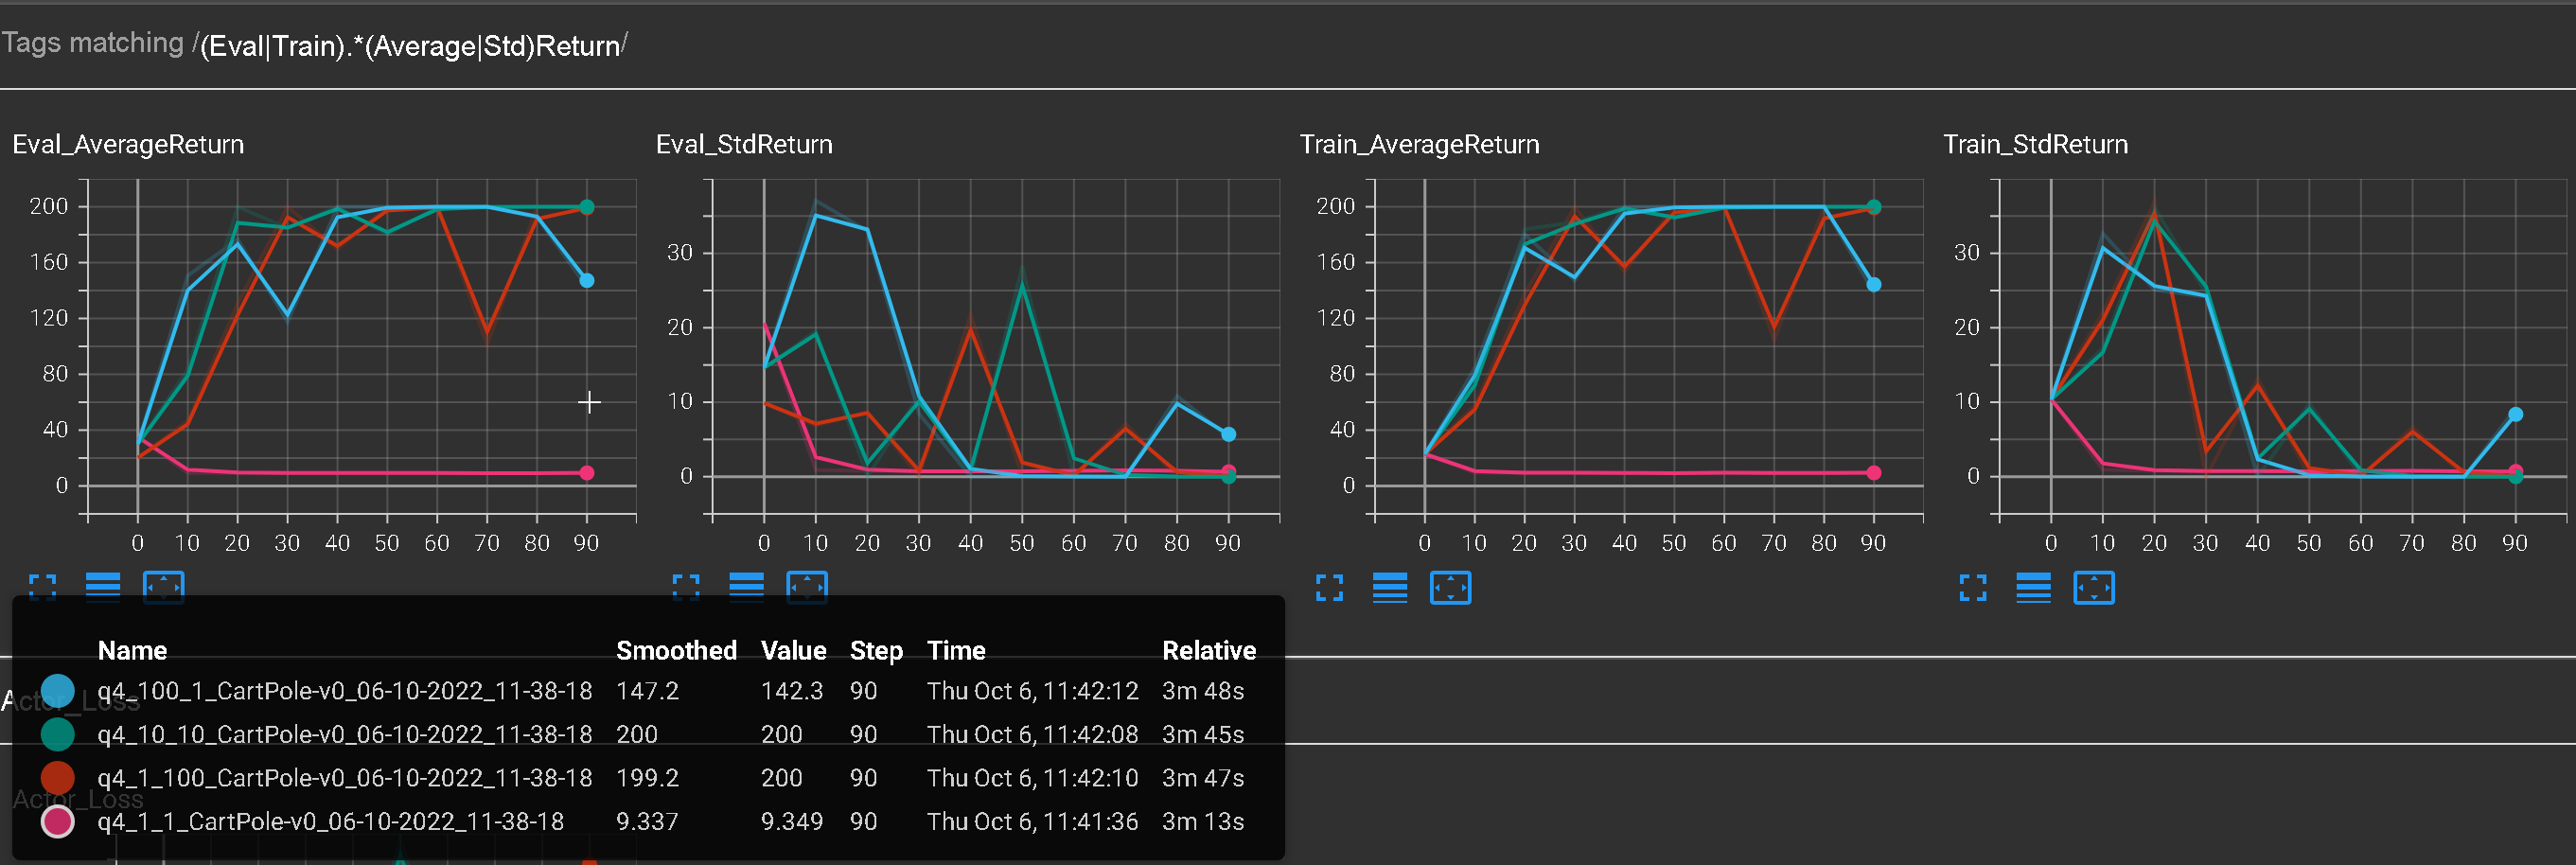 Tags matching /(Eval|Train).*(Average|Std)Return/
Eval_AverageReturn
200
160
120
80
40
0
0 10 20 30 40 50 60 70 80 90
Eval_StdReturn
30
20
10
0
0 10 20 30 40 50 60 70 80 90
Train_AverageReturn
200
160
120
80
40
0
0 10 20 30 40 50 60 70 80 90
Train_StdReturn
30
20
10
0
0 10 20 30 40 50 60 70 80 90
Name Smoothed Value Step Time Relative
q4_100_1_CartPole-v0_06-10-2022_11-38-18 147.2 142.3 90 Thu Oct 6, 11:42:12 3m 48s
q4_10_10_CartPole-v0_06-10-2022_11-38-18 200 200 90 Thu Oct 6, 11:42:08 3m 45s
q4_1_100_CartPole-v0_06-10-2022_11-38-18 199.2 200 90 Thu Oct 6, 11:42:10 3m 47s
q4_1_1_CartPole-v0_06-10-2022_11-38-18 9.337 9.349 90 Thu Oct 6, 11:41:36 3m 13s
Actor_Loss
Actor_Loss